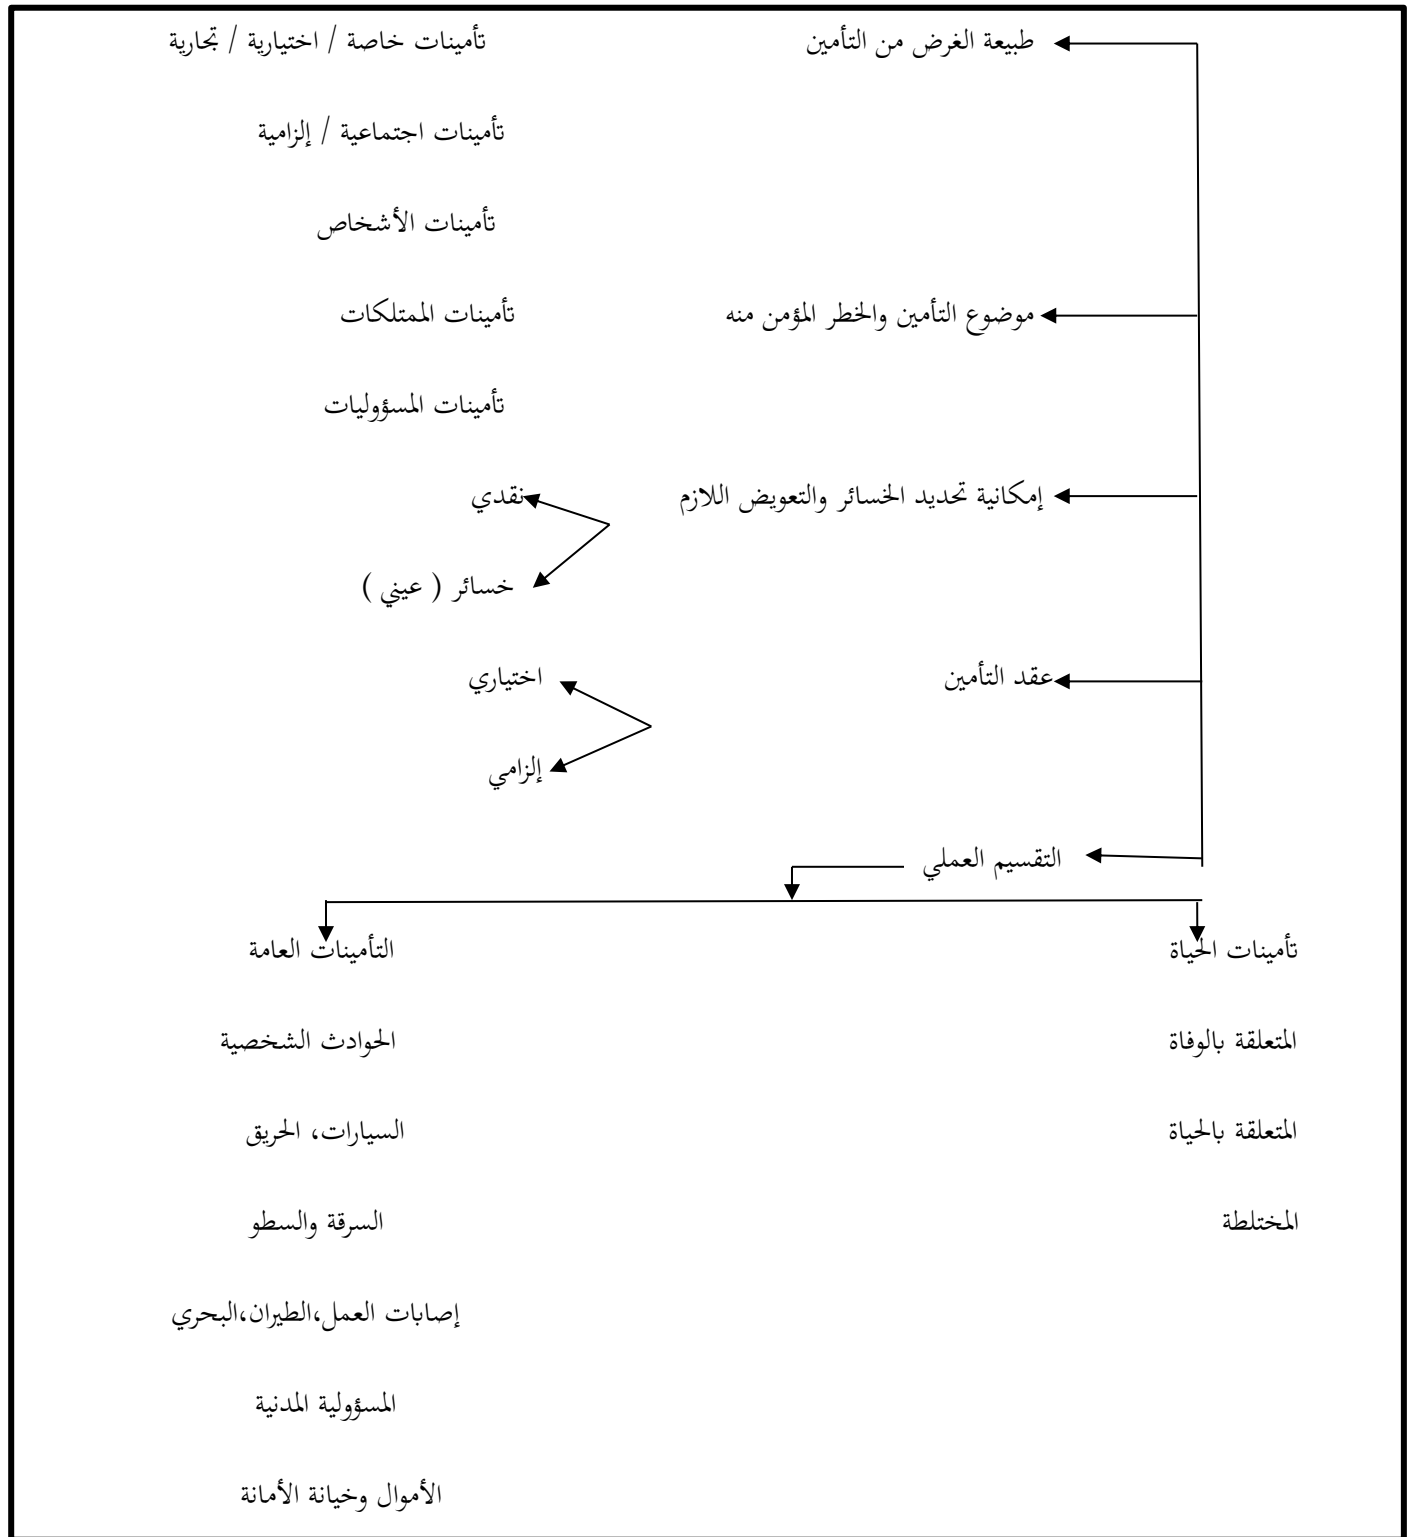 طبيعة الغرض من التأمين تأمينات خاصة / اختيارية / تجارية
تأمينات اجتماعية / إلزامية
تأمينات الأشخاص
موضوع التأمين والخطر المؤمن منه تأمينات الممتلكات
تأمينات المسؤوليات
إمكانية تحديد الخسائر والتعويض اللازم نقدي
خسائر ( عيني )
عقد التأمين اختياري
إلزامي
التقسيم العملي
تأمينات الحياة التأمينات العامة
المتعلقة بالوفاة الحوادث الشخصية
المتعلقة بالحياة السيارات، الحريق
المختلطة السرقة والسطو
إصابات العمل،الطيران،البحري
المسؤولية المدنية
الأموال وخيانة الأمانة